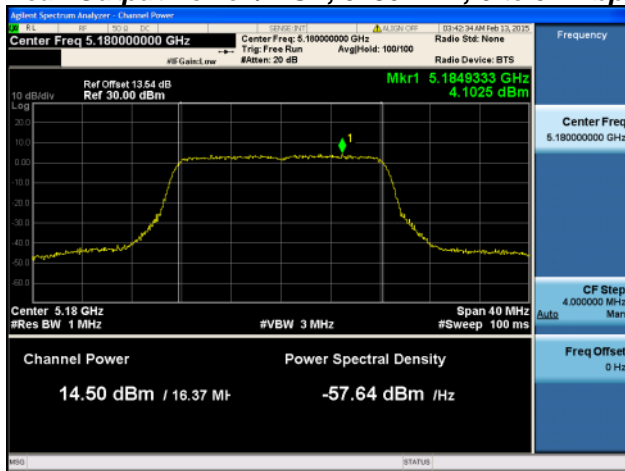 Agilent Spectrum Analyzer - Channel Power
RL RF 50 Ω DC SENSE:INT ALIGN OFF 03:42:34 AM Feb 13, 2015
Center Freq 5.180000000 GHz
Center Freq: 5.180000000 GHz
Radio Std: None
Trig: Free Run Avg|Hold: 100/100
#IFGain:Low #Atten: 20 dB Radio Device: BTS
Frequency
Ref Offset 13.54 dB
10 dB/div Ref 30.00 dBm
Mkr1 5.1849333 GHz
4.1025 dBm
Log
20.0
10.0
0.00
-10.0
-20.0
-30.0
-40.0
-50.0
-60.0
1
Center Freq
5.180000000 GHz
Center 5.18 GHz Span 40 MHz
#Res BW 1 MHz #VBW 3 MHz #Sweep 100 ms
CF Step
4.000000 MHz
Auto Man
Channel Power Power Spectral Density
14.50 dBm / 16.37 MH -57.64 dBm /Hz
Freq Offset
0 Hz
MSG STATUS